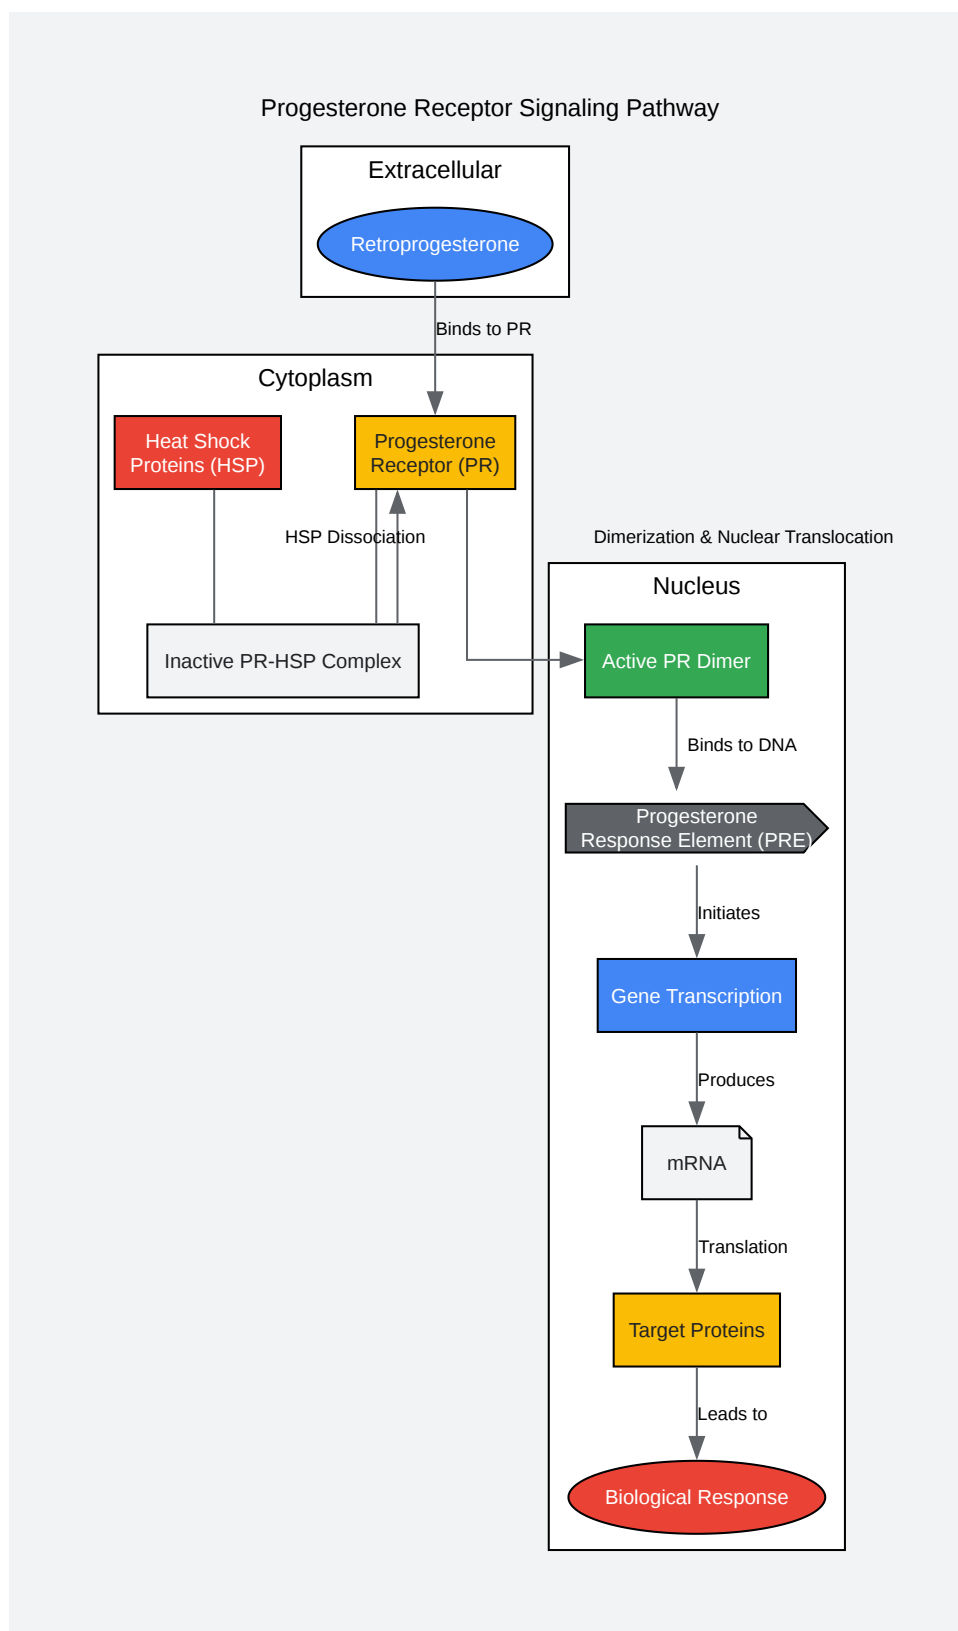 Progesterone Receptor Signaling Pathway
Extracellular
Retroprogesterone
Binds to PR
Cytoplasm
Heat Shock
Proteins (HSP)
Progesterone
Receptor (PR)
HSP Dissociation
Dimerization & Nuclear Translocation
Nucleus
Inactive PR-HSP Complex
Active PR Dimer
Binds to DNA
Progesterone
Response Element (PRE)
Initiates
Gene Transcription
Produces
mRNA
Translation
Target Proteins
Leads to
Biological Response